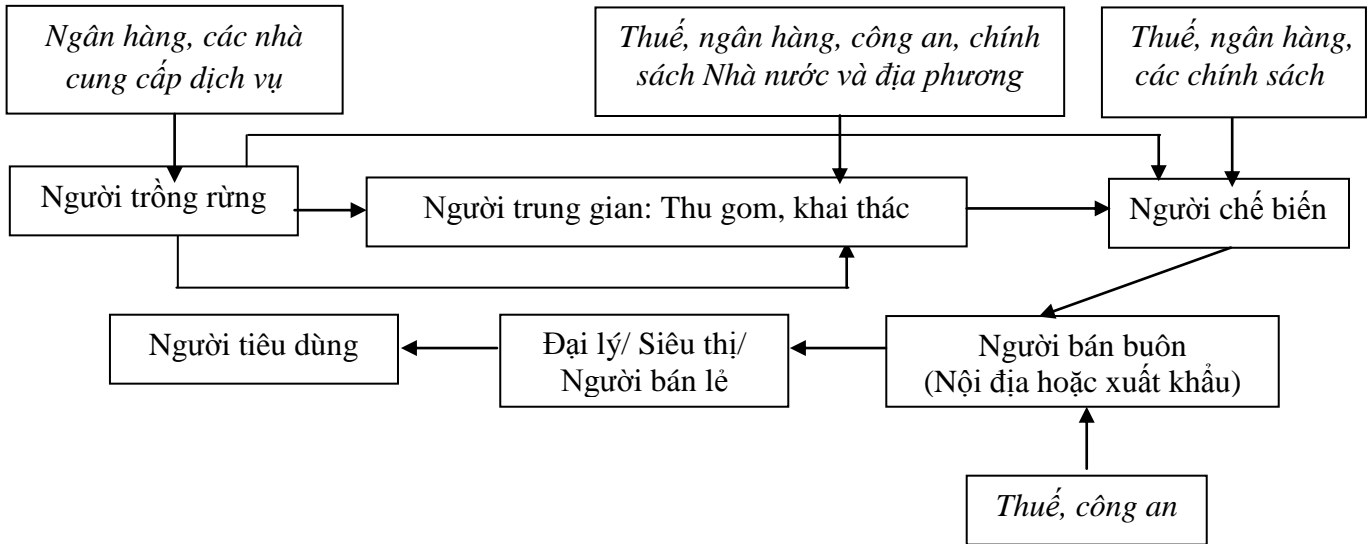 Ngân hàng, các nhà
cung cấp dịch vụ
Thuế, ngân hàng, công an, chính
sách Nhà nước và địa phương
Thuế, ngân hàng,
các chính sách
Người trồng rừng
Người trung gian: Thu gom, khai thác
Người chế biến
Người tiêu dùng
Đại lý/ Siêu thị/
Người bán lẻ
Người bán buôn
(Nội địa hoặc xuất khẩu)
Thuế, công an